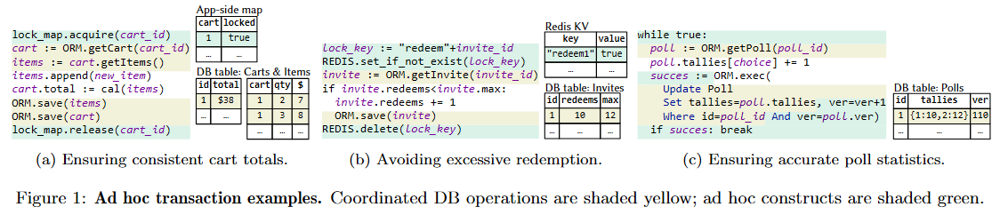 App-side map
cart locked
1 true
... ...
lock_map.acquire(cart_id)
cart := ORM.getCart(cart_id)
items := cart.getItems()
items.append(new_item)
cart.total := cal(items)
ORM.save(items)
ORM.save(cart)
lock_map.release(cart_id)
DB table: Carts & Items
id total
1 $38
... ...
cart qty $
1 2 7
1 3 8
... ... ...
(a) Ensuring consistent cart totals.
lock_key := "redeem"+invite_id
REDIS.set_if_not_exist(lock_key)
invite := ORM.getInvite(invite_id)
if invite.redeems<invite.max:
invite.redeems += 1
ORM.save(invite)
REDIS.delete(lock_key)
Redis KV
key value
"redeem1" true
... ...
DB table: Invites
id redeems max
1 10 12
... ... ...
(b) Avoiding excessive redemption.
while true:
poll := ORM.getPoll(poll_id)
poll.tallies[choice] += 1
succes := ORM.exec(
Update Poll
Set tallies=poll.tallies, ver=ver+1
Where id=poll_id And ver=poll.ver)
if succes: break
DB table: Polls
id tallies ver
1 {1:10,2:12} 110
... ... ...
(c) Ensuring accurate poll statistics.
Figure 1: Ad hoc transaction examples. Coordinated DB operations are shaded yellow; ad hoc constructs are shaded green.